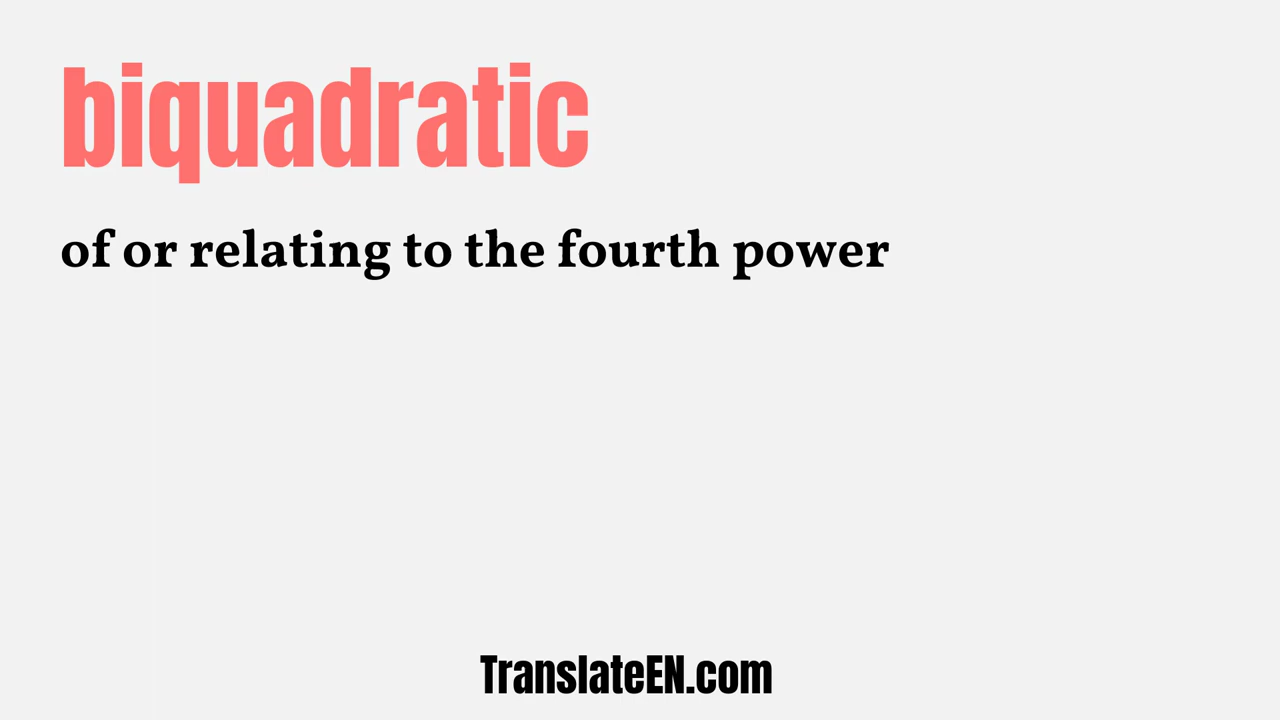 biquadratic
of or relating to the fourth power
TranslateEN.com